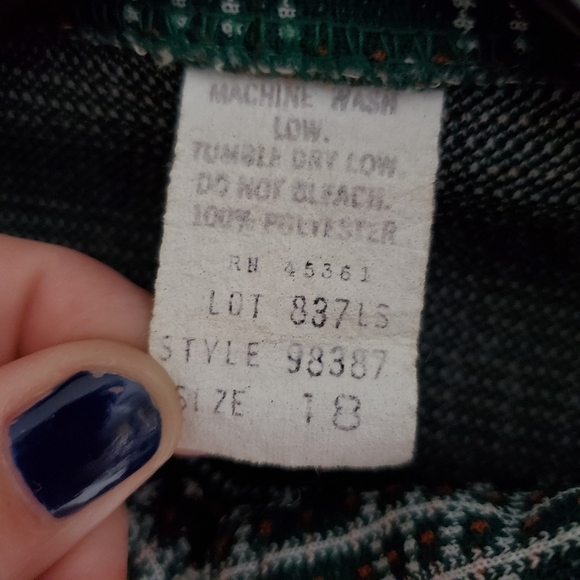 MACHINE WASH
LOW.
TUMBLE DRY LOW.
DO NOT BLEACH.
100% POLYESTER
RN 45361
LOT 837LS
STYLE 98387
SIZE 18